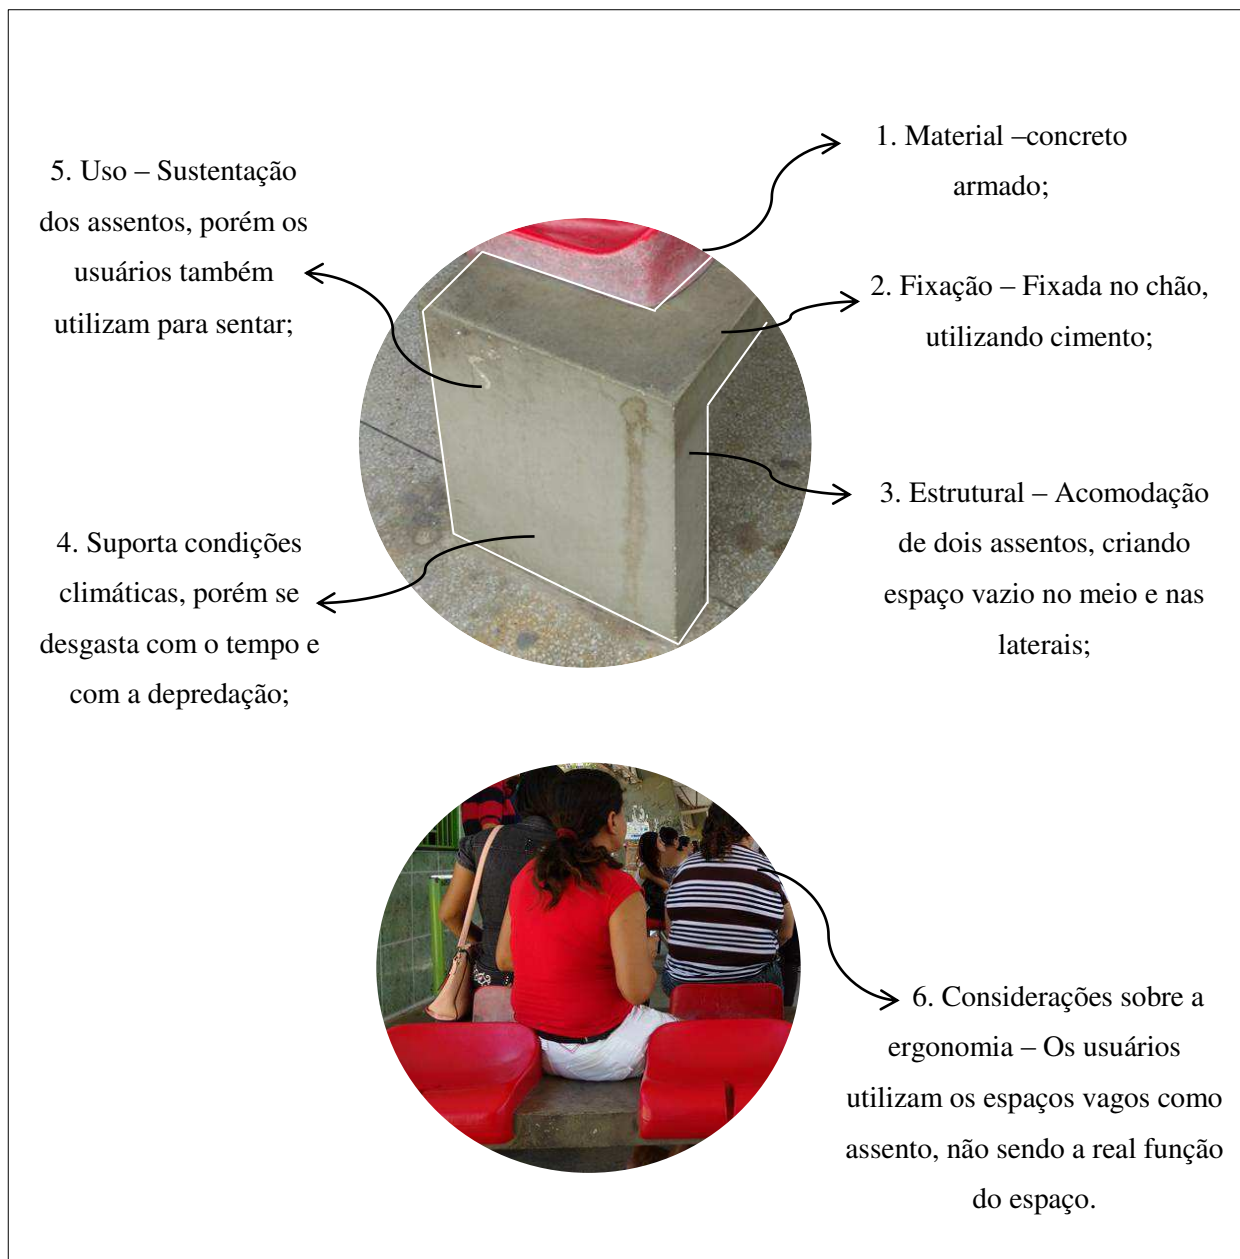 1. Material –concreto
armado;
2. Fixação – Fixada no chão,
utilizando cimento;
3. Estrutural – Acomodação
de dois assentos, criando
espaço vazio no meio e nas
laterais;
4. Suporta condições
climáticas, porém se
desgasta com o tempo e
com a depredação;
5. Uso – Sustentação
dos assentos, porém os
usuários também
utilizam para sentar;
6. Considerações sobre a
ergonomia – Os usuários
utilizam os espaços vagos como
assento, não sendo a real função
do espaço.